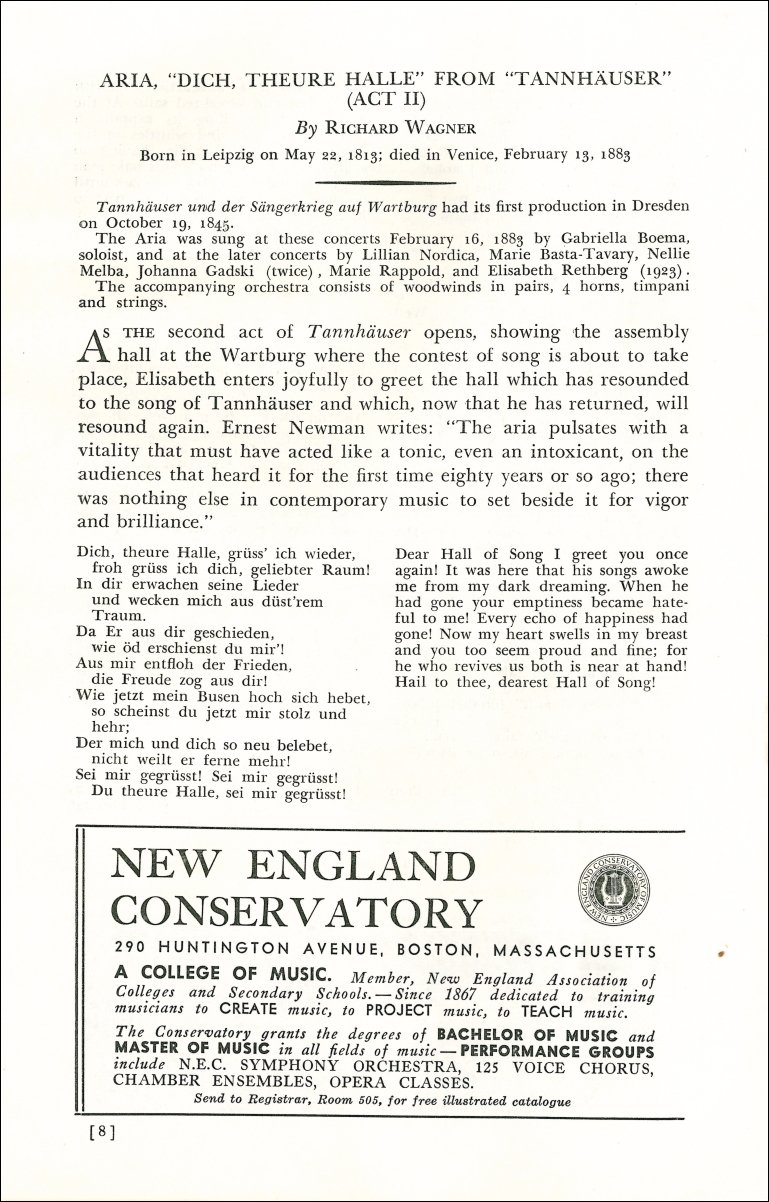 ARIA, “DICH, THEURE HALLE” FROM “TANNHÄUSER”
(ACT II)
By RICHARD WAGNER
Born in Leipzig on May 22, 1813; died in Venice, February 13, 1883
Tannhäuser und der Sängerkrieg auf Wartburg had its first production in Dresden
on October 19, 1845.
The Aria was sung at these concerts February 16, 1883 by Gabriella Boema,
soloist, and at the later concerts by Lillian Nordica, Marie Basta-Tavary, Nellie
Melba, Johanna Gadski (twice), Marie Rappold, and Elisabeth Rethberg (1923).
The accompanying orchestra consists of woodwinds in pairs, 4 horns, timpani
and strings.
AS THE second act of Tannhäuser opens, showing the assembly
hall at the Wartburg where the contest of song is about to take
place, Elisabeth enters joyfully to greet the hall which has resounded
to the song of Tannhäuser and which, now that he has returned, will
resound again. Ernest Newman writes: “The aria pulsates with a
vitality that must have acted like a tonic, even an intoxicant, on the
audiences that heard it for the first time eighty years or so ago; there
was nothing else in contemporary music to set beside it for vigor
and brilliance.”
Dich, theure Halle, grüss’ ich wieder,
froh grüss ich dich, geliebter Raum!
In dir erwachen seine Lieder
und wecken mich aus düst’rem
Traum.
Da Er aus dir geschieden,
wie öd erschienst du mir’!
Aus mir entfloh der Frieden,
die Freude zog aus dir!
Wie jetzt mein Busen hoch sich hebet,
so scheinst du jetzt mir stolz und
hehr;
Der mich und dich so neu belebet,
nicht weilt er ferne mehr!
Sei mir gegrüsst! Sei mir gegrüsst!
Du theure Halle, sei mir gegrüsst!
Dear Hall of Song I greet you once
again! It was here that his songs awoke
me from my dark dreaming. When he
had gone your emptiness became hate-
ful to me! Every echo of happiness had
gone! Now my heart swells in my breast
and you too seem proud and fine; for
he who revives us both is near at hand!
Hail to thee, dearest Hall of Song!
NEW ENGLAND
CONSERVATORY
NEW ENGLAND CONSERVATORY OF MUSIC
290 HUNTINGTON AVENUE, BOSTON, MASSACHUSETTS
A COLLEGE OF MUSIC. Member, New England Association of
Colleges and Secondary Schools.—Since 1867 dedicated to training
musicians to CREATE music, to PROJECT music, to TEACH music.
The Conservatory grants the degrees of BACHELOR OF MUSIC and
MASTER OF MUSIC in all fields of music—PERFORMANCE GROUPS
include N.E.C. SYMPHONY ORCHESTRA, 125 VOICE CHORUS,
CHAMBER ENSEMBLES, OPERA CLASSES.
Send to Registrar, Room 505, for free illustrated catalogue
[8]